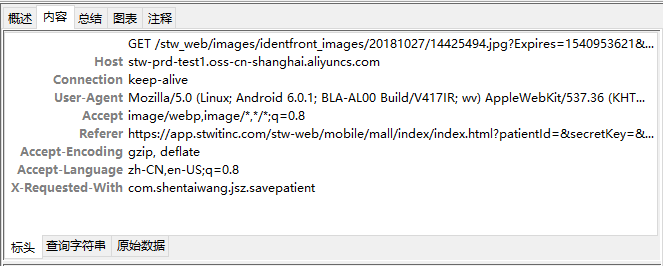 概述 内容 总结 图表 注释
GET /stw_web/images/identfront_images/20181027/14425494.jpg?Expires=1540953621&...
Host stw-prd-test1.oss-cn-shanghai.aliyuncs.com
Connection keep-alive
User-Agent Mozilla/5.0 (Linux; Android 6.0.1; BLA-AL00 Build/V417IR; wv) AppleWebKit/537.36 (KHT...
Accept image/webp,image/*,*/*;q=0.8
Referer https://app.stwitinc.com/stw-web/mobile/mall/index/index.html?patientId=&secretKey=&...
Accept-Encoding gzip, deflate
Accept-Language zh-CN,en-US;q=0.8
X-Requested-With com.shentaiwang.jsz.savepatient
标头 查询字符串 原始数据